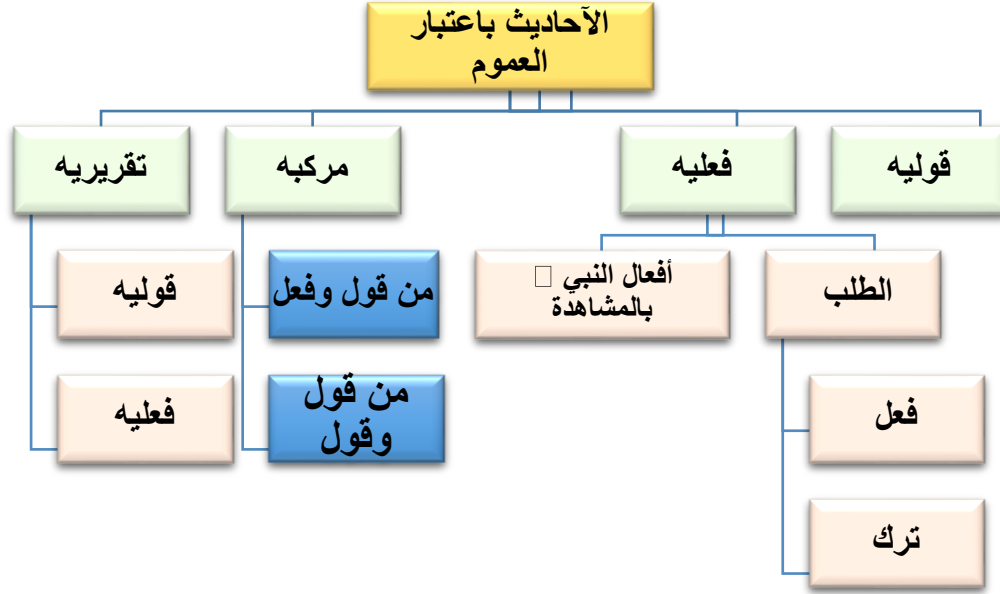 الآحاديث باعتبار
العموم
قوليه
فعليه
مركبه
تقريريه
الطلب
أفعال النبي □
بالمشاهدة
من قول وفعل
قوليه
فعل
من قول
وقول
فعليه
ترك